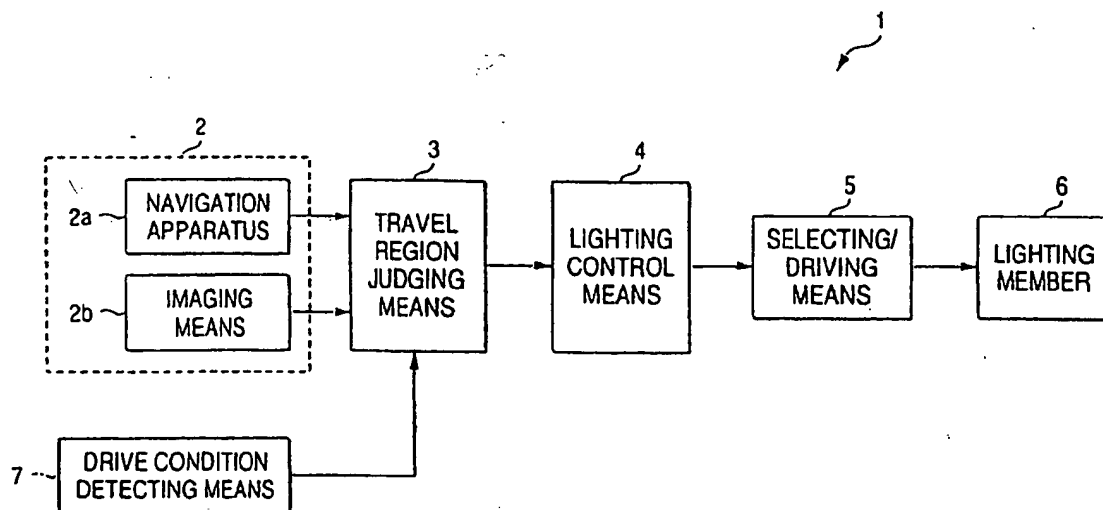 1
2
2a
NAVIGATION
APPARATUS
2b
IMAGING
MEANS
3
TRAVEL
REGION
JUDGING
MEANS
4
LIGHTING
CONTROL
MEANS
5
SELECTING/
DRIVING
MEANS
6
LIGHTING
MEMBER
7
DRIVE CONDITION
DETECTING MEANS